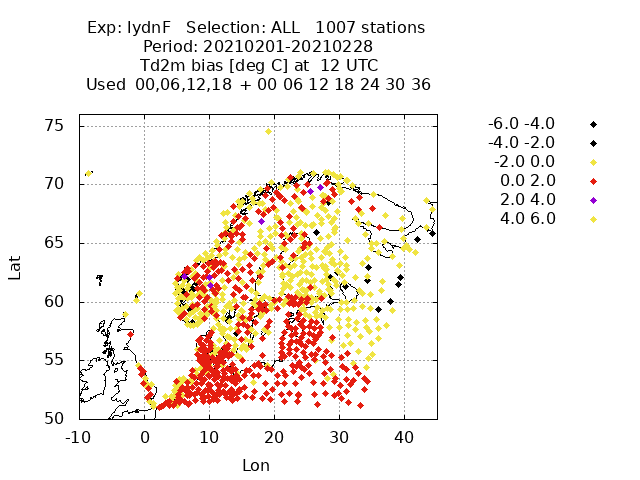 Exp: IydnF   Selection: ALL   1007 stations
Period: 20210201-20210228
Td2m bias [deg C] at  12 UTC
Used  00,06,12,18 + 00 06 12 18 24 30 36
-6.0 -4.0
-4.0 -2.0
-2.0 0.0
0.0 2.0
2.0 4.0
4.0 6.0
Lat
75
70
65
60
55
50
-10 0 10 20 30 40
Lon